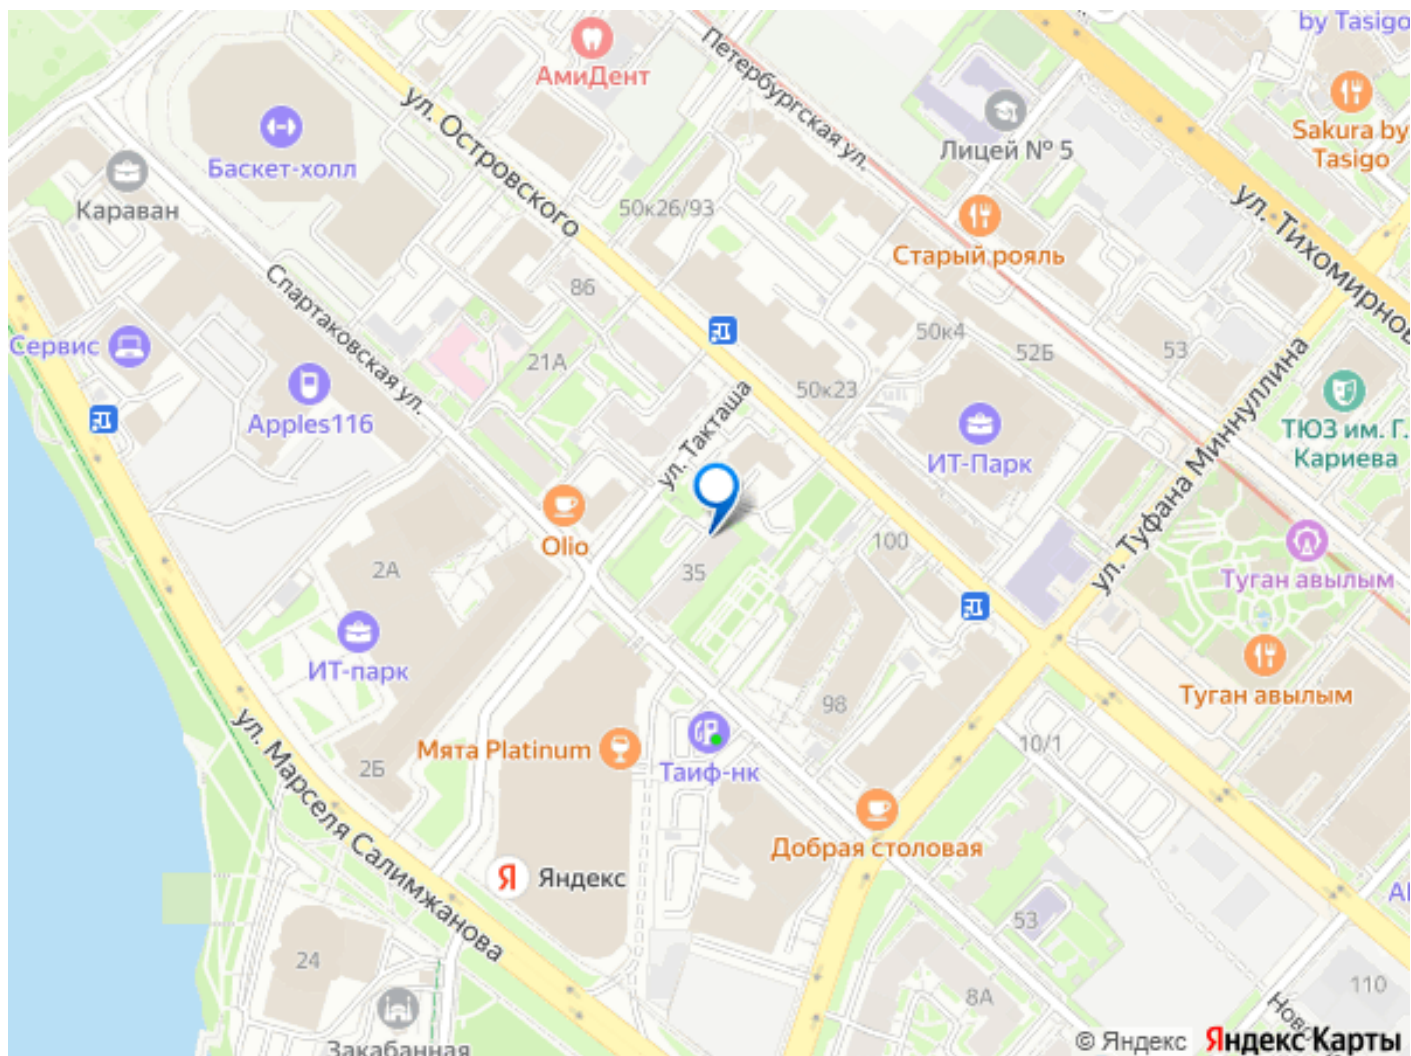 by Tasigo
АмиДент
Петербургская ул.
ул. Островского
Лицей № 5
Sakura by
Tasigo
Баскет-холл
Караван
50к26/93
ул. Тихомирнова
Старый рояль
Спартаковская ул.
86
50к4
52Б
53
Сервис
21А
50к23
ул. Туфана Миннуллина
ул. Такташа
Apples116
ИТ-Парк
ТЮЗ им. Г.
Кариева
Olio
100
2А
35
Туган авылым
ИТ-парк
Туган авылым
98
ул. Марселя Салимжанова
Мята Platinum
2Б
Таиф-нк
10/1
Добрая столовая
Я Яндекс
53
24
8А
110
Закабанная
© Яндекс Яндекс Карты